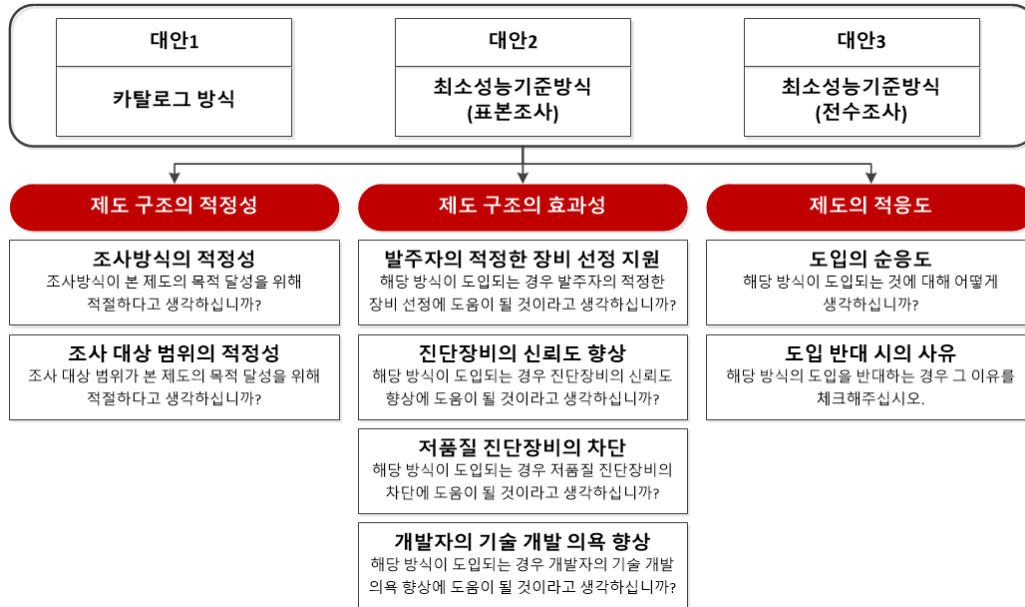 대안1
카탈로그 방식
대안2
최소성능기준방식
(표본조사)
대안3
최소성능기준방식
(전수조사)
제도 구조의 적정성
조사방식의 적정성
조사방식이 본 제도의 목적 달성을 위해
적절하다고 생각하십니까?
조사 대상 범위의 적정성
조사 대상 범위가 본 제도의 목적 달성을 위해
적절하다고 생각하십니까?
제도 구조의 효과성
발주자의 적정한 장비 선정 지원
해당 방식이 도입되는 경우 발주자의 적정한
장비 선정에 도움이 될 것이라고 생각하십니까?
진단장비의 신뢰도 향상
해당 방식이 도입되는 경우 진단장비의 신뢰도
향상에 도움이 될 것이라고 생각하십니까?
저품질 진단장비의 차단
해당 방식이 도입되는 경우 저품질 진단장비의
차단에 도움이 될 것이라고 생각하십니까?
개발자의 기술 개발 의욕 향상
해당 방식이 도입되는 경우 개발자의 기술 개발
의욕 향상에 도움이 될 것이라고 생각하십니까?
제도의 적응도
도입의 순응도
해당 방식이 도입되는 것에 대해 어떻게
생각하십니까?
도입 반대 시의 사유
해당 방식의 도입을 반대하는 경우 그 이유를
체크해주십시오.